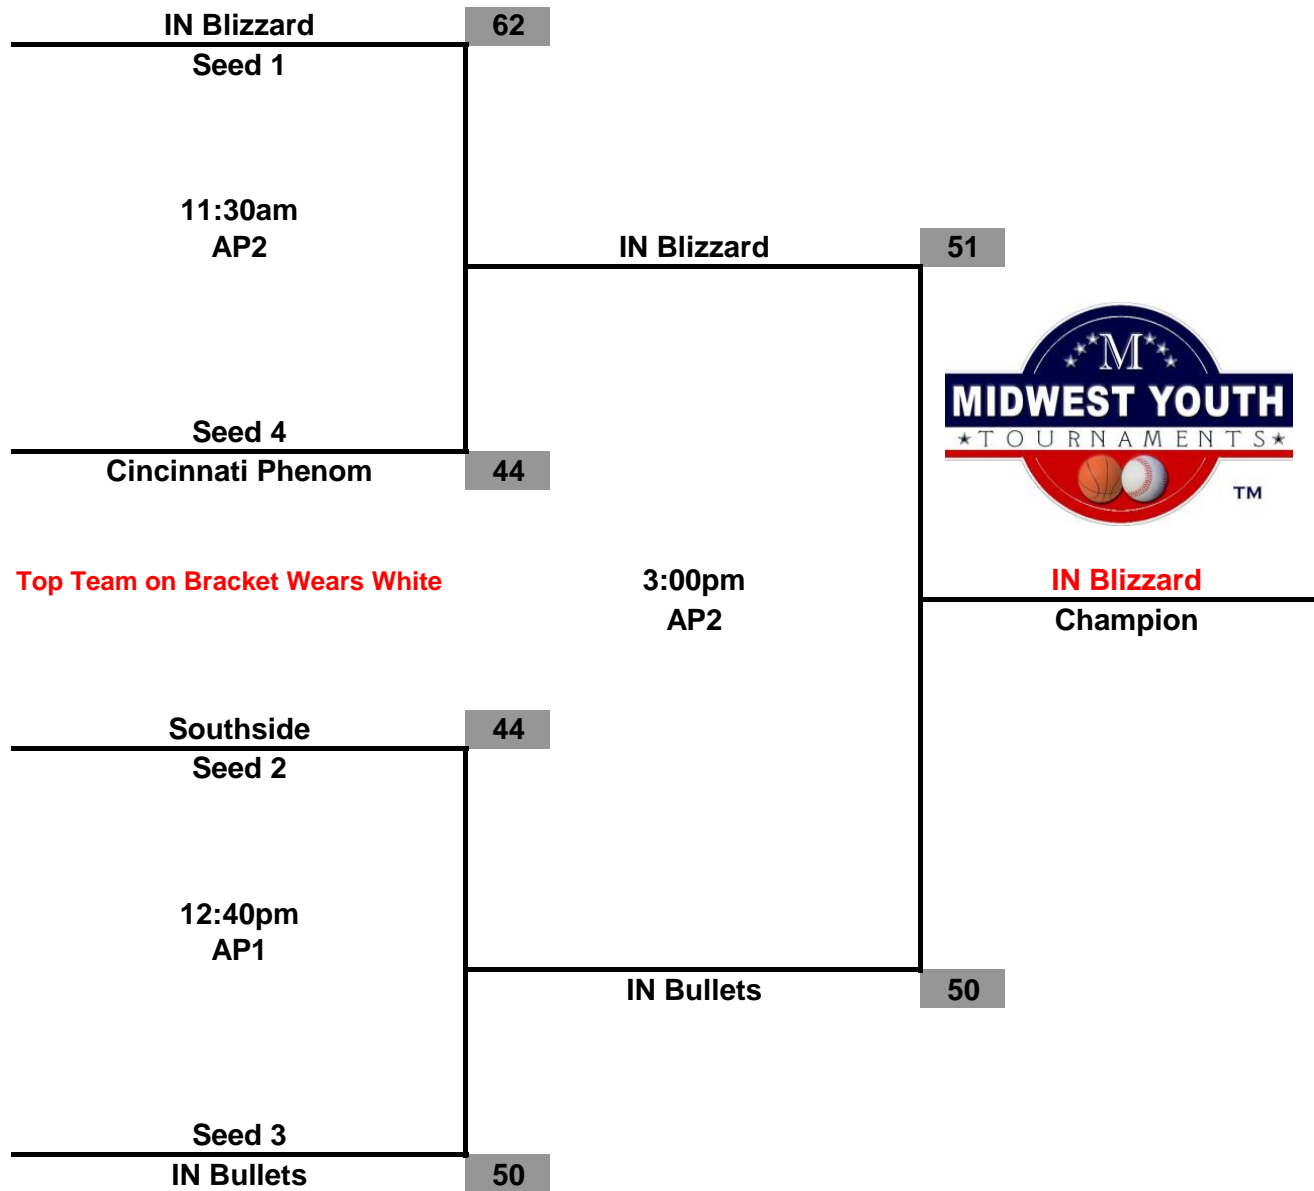 IN Blizzard 62
Seed 1
11:30am
AP2
IN Blizzard 51
M
MIDWEST YOUTH
TOURNAMENTS
TM
Seed 4
Cincinnati Phenom 44
Top Team on Bracket Wears White 3:00pm IN Blizzard
AP2 Champion
Southside 44
Seed 2
12:40pm
AP1
IN Bullets 50
Seed 3
IN Bullets 50